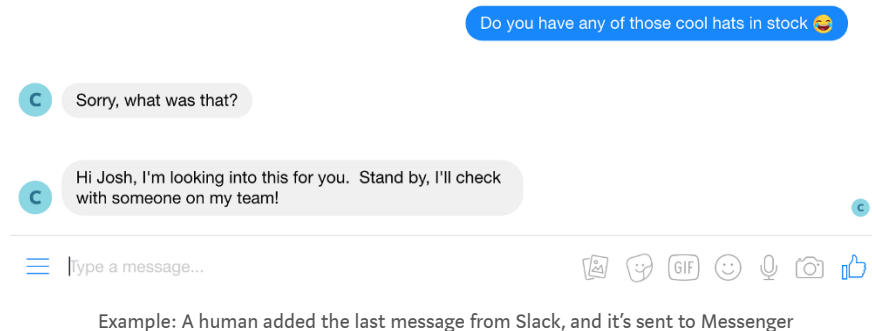 Do you have any of those cool hats in stock 😂
C
Sorry, what was that?
C
Hi Josh, I'm looking into this for you.  Stand by, I'll check
with someone on my team!
C
Type a message...
GIF
Example: A human added the last message from Slack, and it’s sent to Messenger